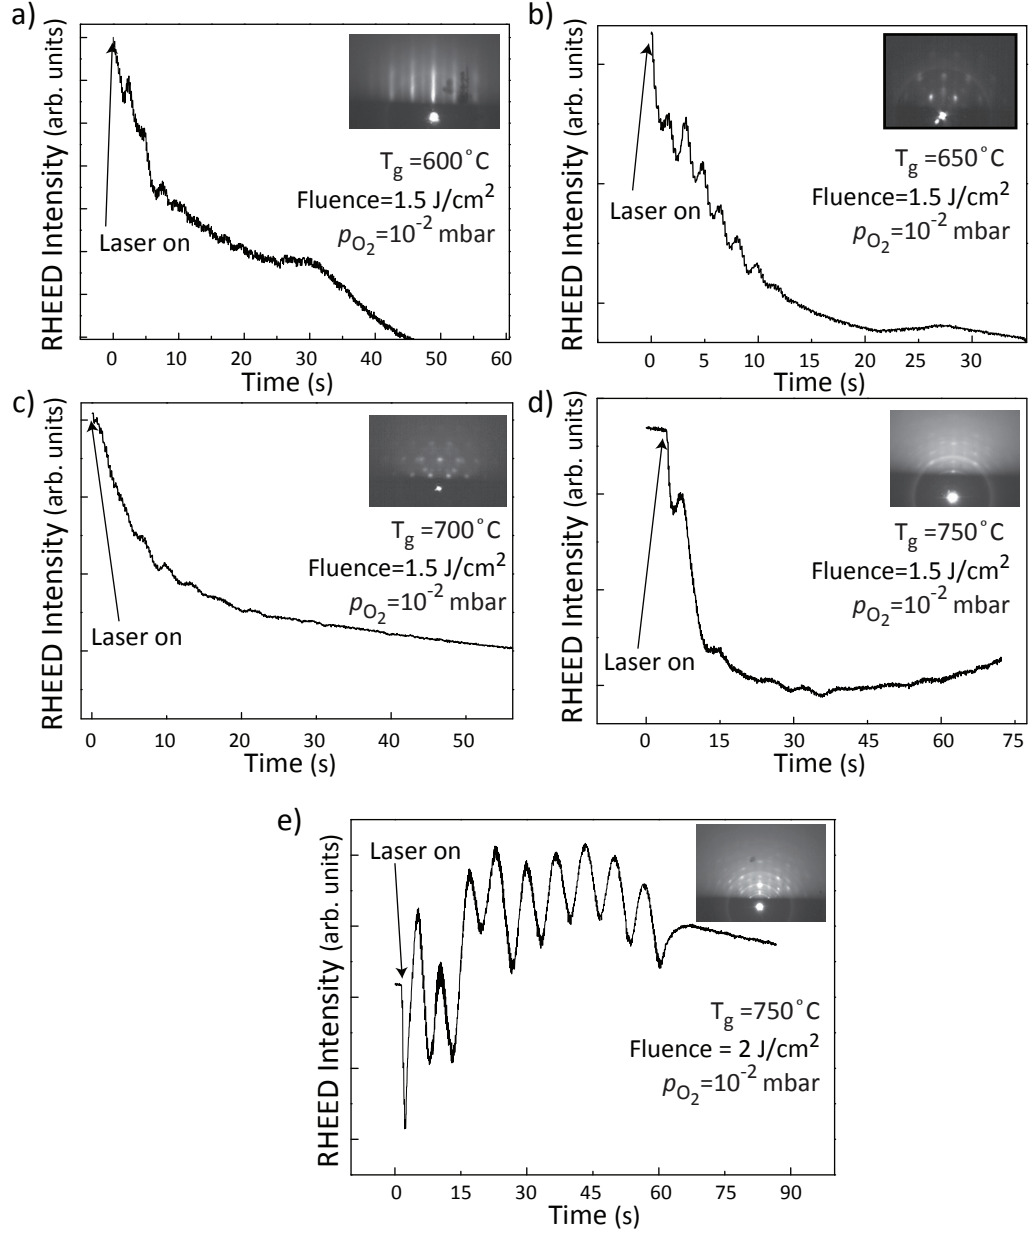 a)
RHEED Intensity (arb. units)
T_g =600°C
Fluence=1.5 J/cm²
p_O₂=10⁻² mbar
Laser on
0 10 20 30 40 50 60
Time (s)
b)
RHEED Intensity (arb. units)
T_g =650°C
Fluence=1.5 J/cm²
p_O₂=10⁻² mbar
Laser on
0 5 10 15 20 25 30
Time (s)
c)
RHEED Intensity (arb. units)
T_g =700°C
Fluence=1.5 J/cm²
p_O₂=10⁻² mbar
Laser on
0 10 20 30 40 50
Time (s)
d)
RHEED Intensity (arb. units)
T_g =750°C
Fluence=1.5 J/cm²
p_O₂=10⁻² mbar
Laser on
0 15 30 45 60 75
Time (s)
e)
RHEED Intensity (arb. units)
Laser on
T_g =750°C
Fluence = 2 J/cm²
p_O₂=10⁻² mbar
0 15 30 45 60 75 90
Time (s)